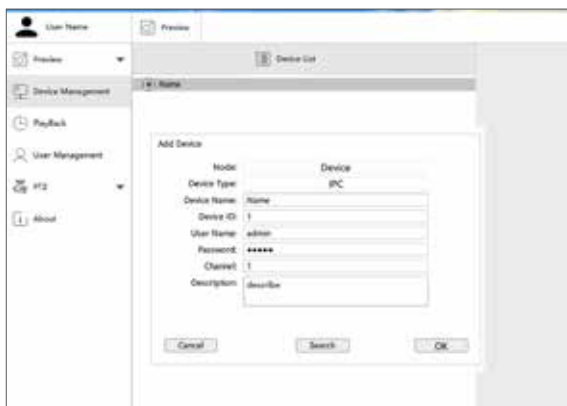 User Name
Preview
Preview
Device List
Device Management
Name
PlayBack
User Management
PTZ
About
Add Device
Mode: Device
Device Type: IPC
Device Name: Name
Device ID: 1
User Name: admin
Password: •••••
Channel: 1
Description: describe
Cancel
Search
OK